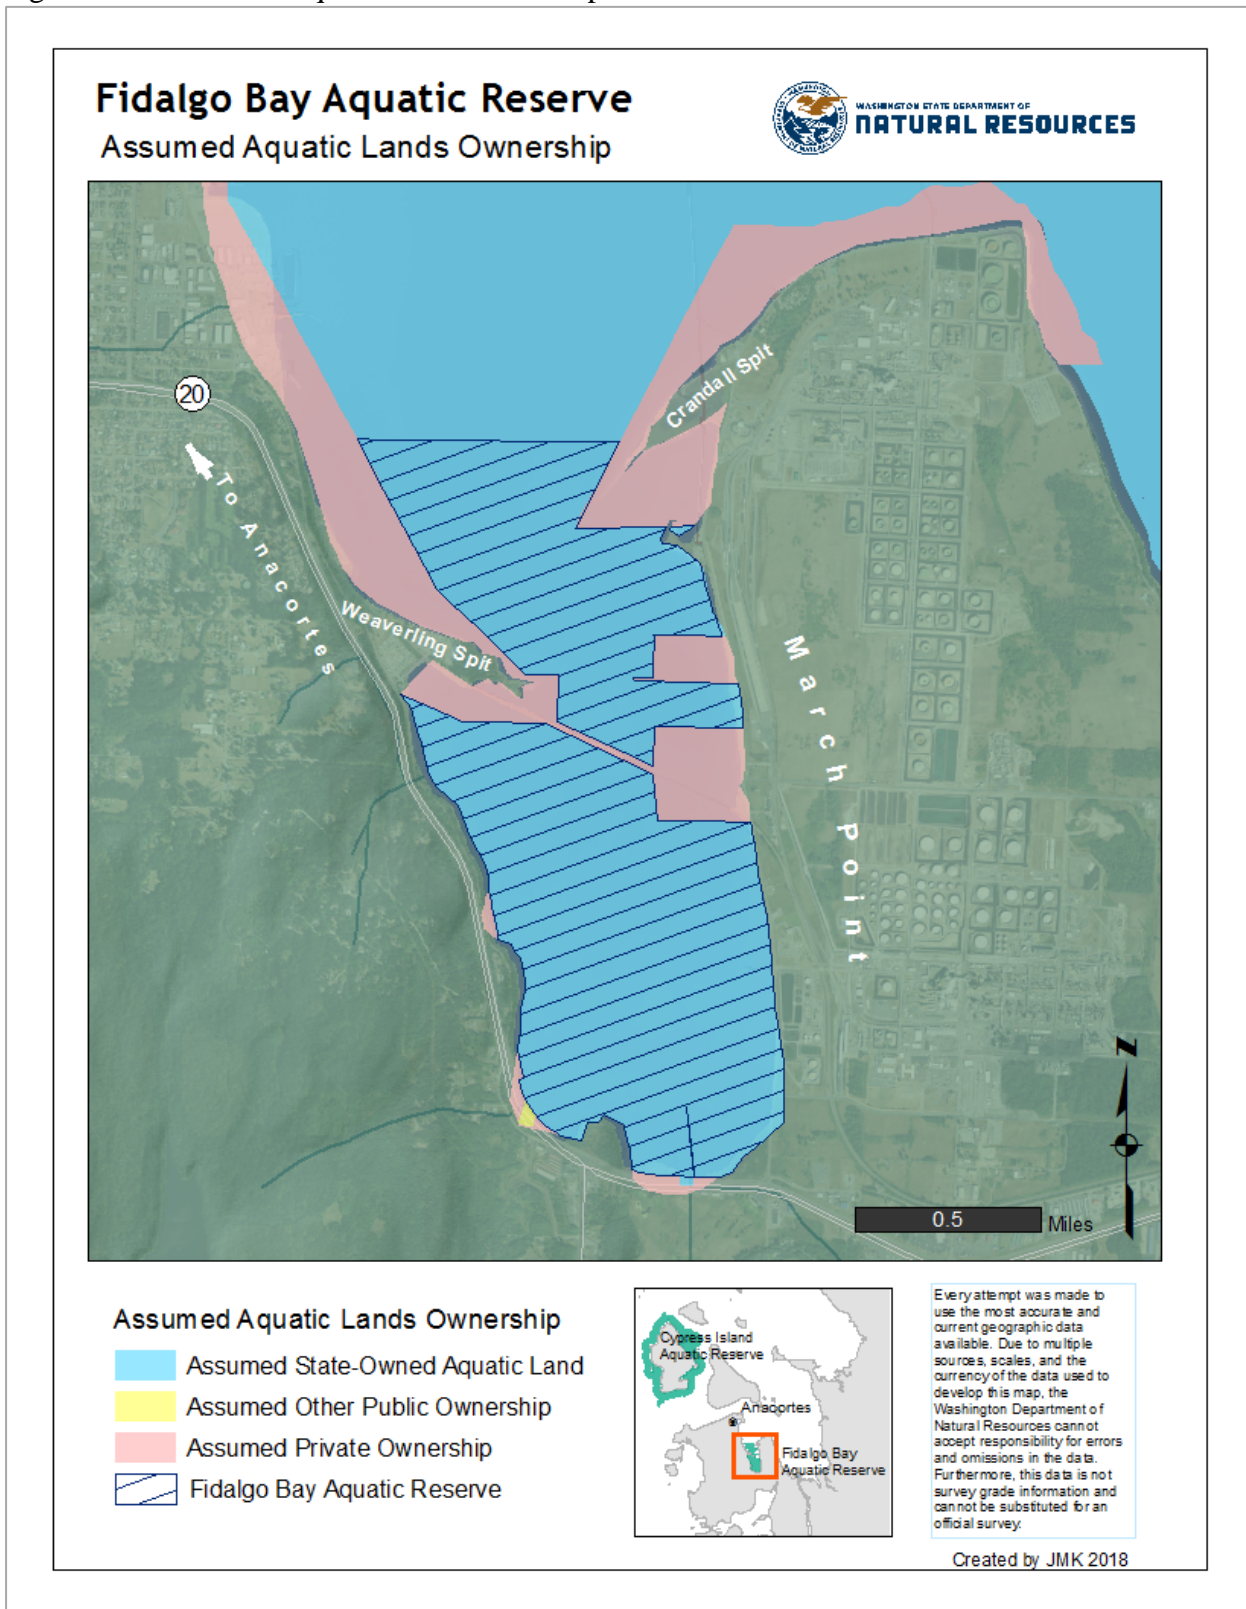 Fidalgo Bay Aquatic Reserve
Assumed Aquatic Lands Ownership
WASHINGTON STATE DEPARTMENT OF
NATURAL RESOURCES
20
To Anacortes
Crandall Spit
Weaverling Spit
March Point
N
0.5
Miles
Assumed Aquatic Lands Ownership
Assumed State-Owned Aquatic Land
Assumed Other Public Ownership
Assumed Private Ownership
Fidalgo Bay Aquatic Reserve
Cypress Island
Aquatic Reserve
Anacortes
Fidalgo Bay
Aquatic Reserve
Every attempt was made to
use the most accurate and
current geographic data
available. Due to multiple
sources, scales, and the
currency of the data used to
develop this map, the
Washington Department of
Natural Resources cannot
accept responsibility for errors
and omissions in the data.
Furthermore, this data is not
survey grade information and
cannot be substituted for an
official survey.
Created by JMK 2018